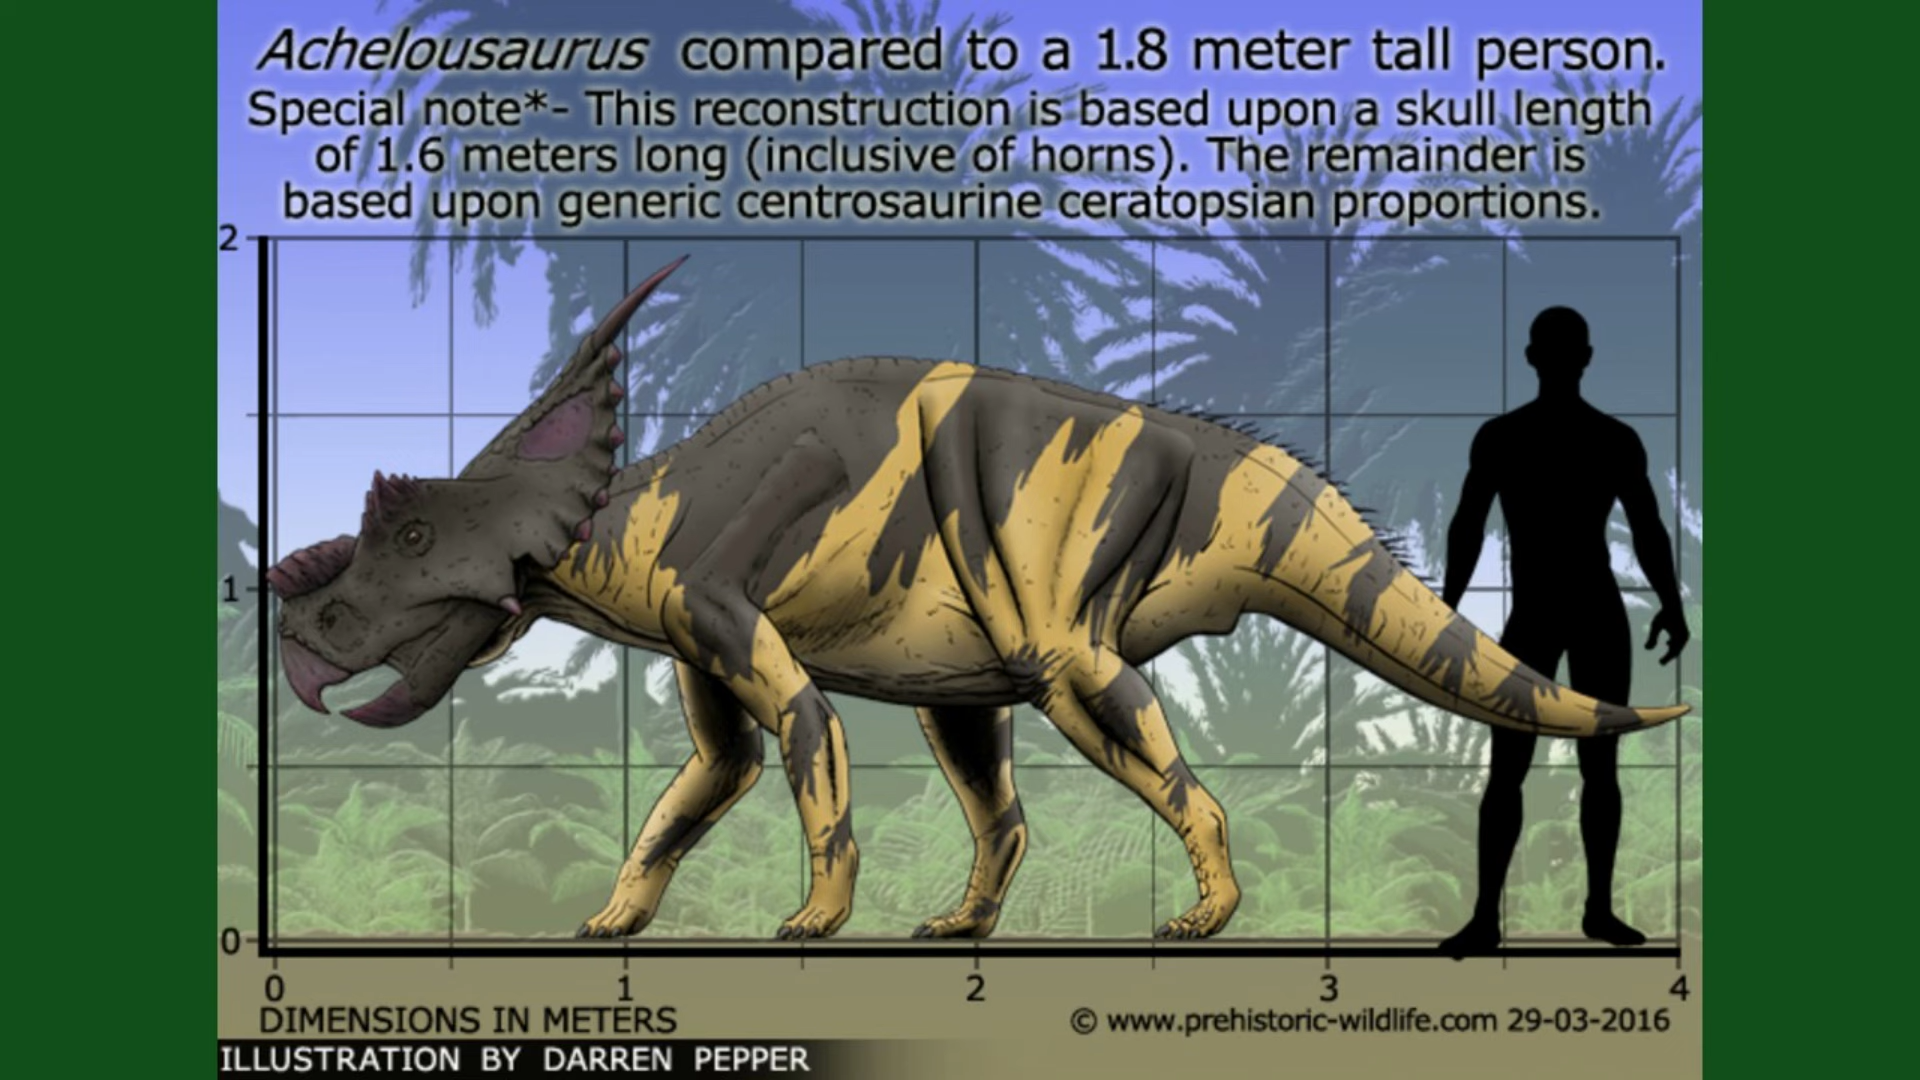 Achelousaurus compared to a 1.8 meter tall person.
Special note*- This reconstruction is based upon a skull length
of 1.6 meters long (inclusive of horns). The remainder is
based upon generic centrosaurine ceratopsian proportions.
2
1
0
0 1 2 3 4
DIMENSIONS IN METERS
© www.prehistoric-wildlife.com 29-03-2016
ILLUSTRATION BY DARREN PEPPER